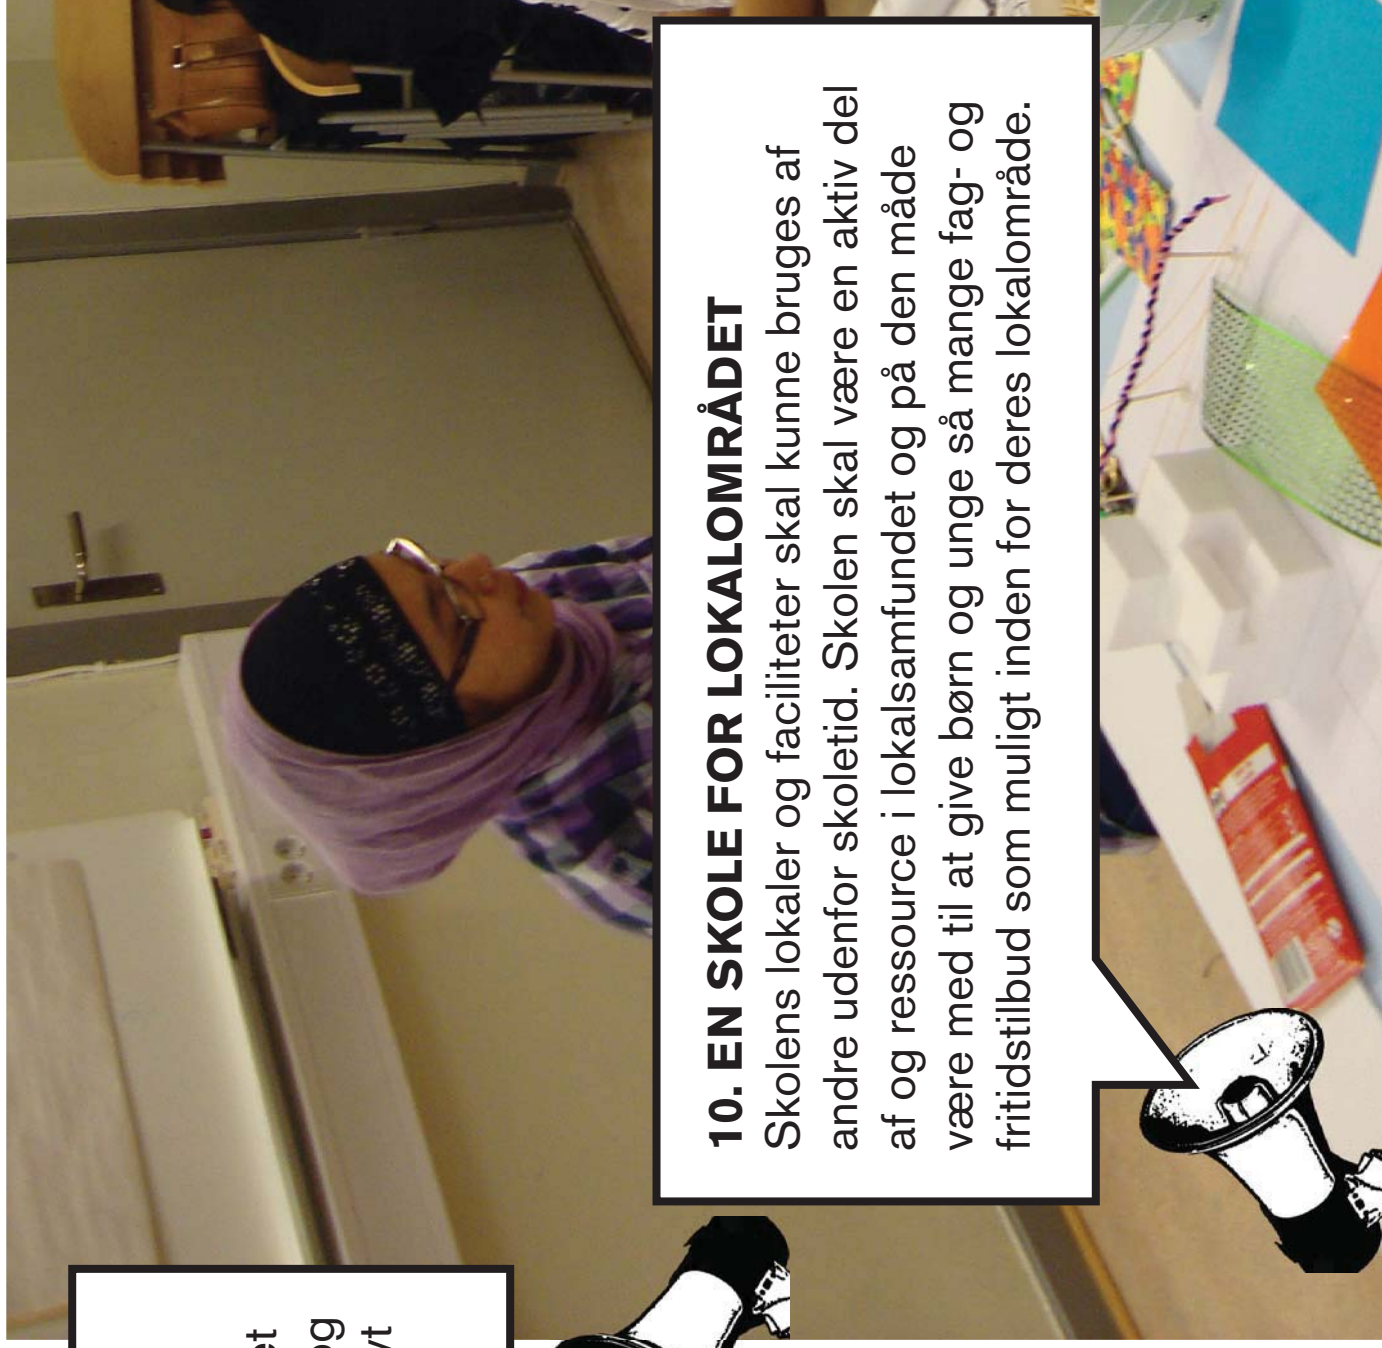 10. EN SKOLE FOR LOKALOMRÅDET
Skolens lokaler og faciliteter skal kunne bruges af
andre udenfor skoletid. Skolen skal være en aktiv del
af og ressource i lokalsamfundet og på den måde
være med til at give børn og unge så mange fag- og
fritidstilbud som muligt inden for deres lokalområde.
et
og